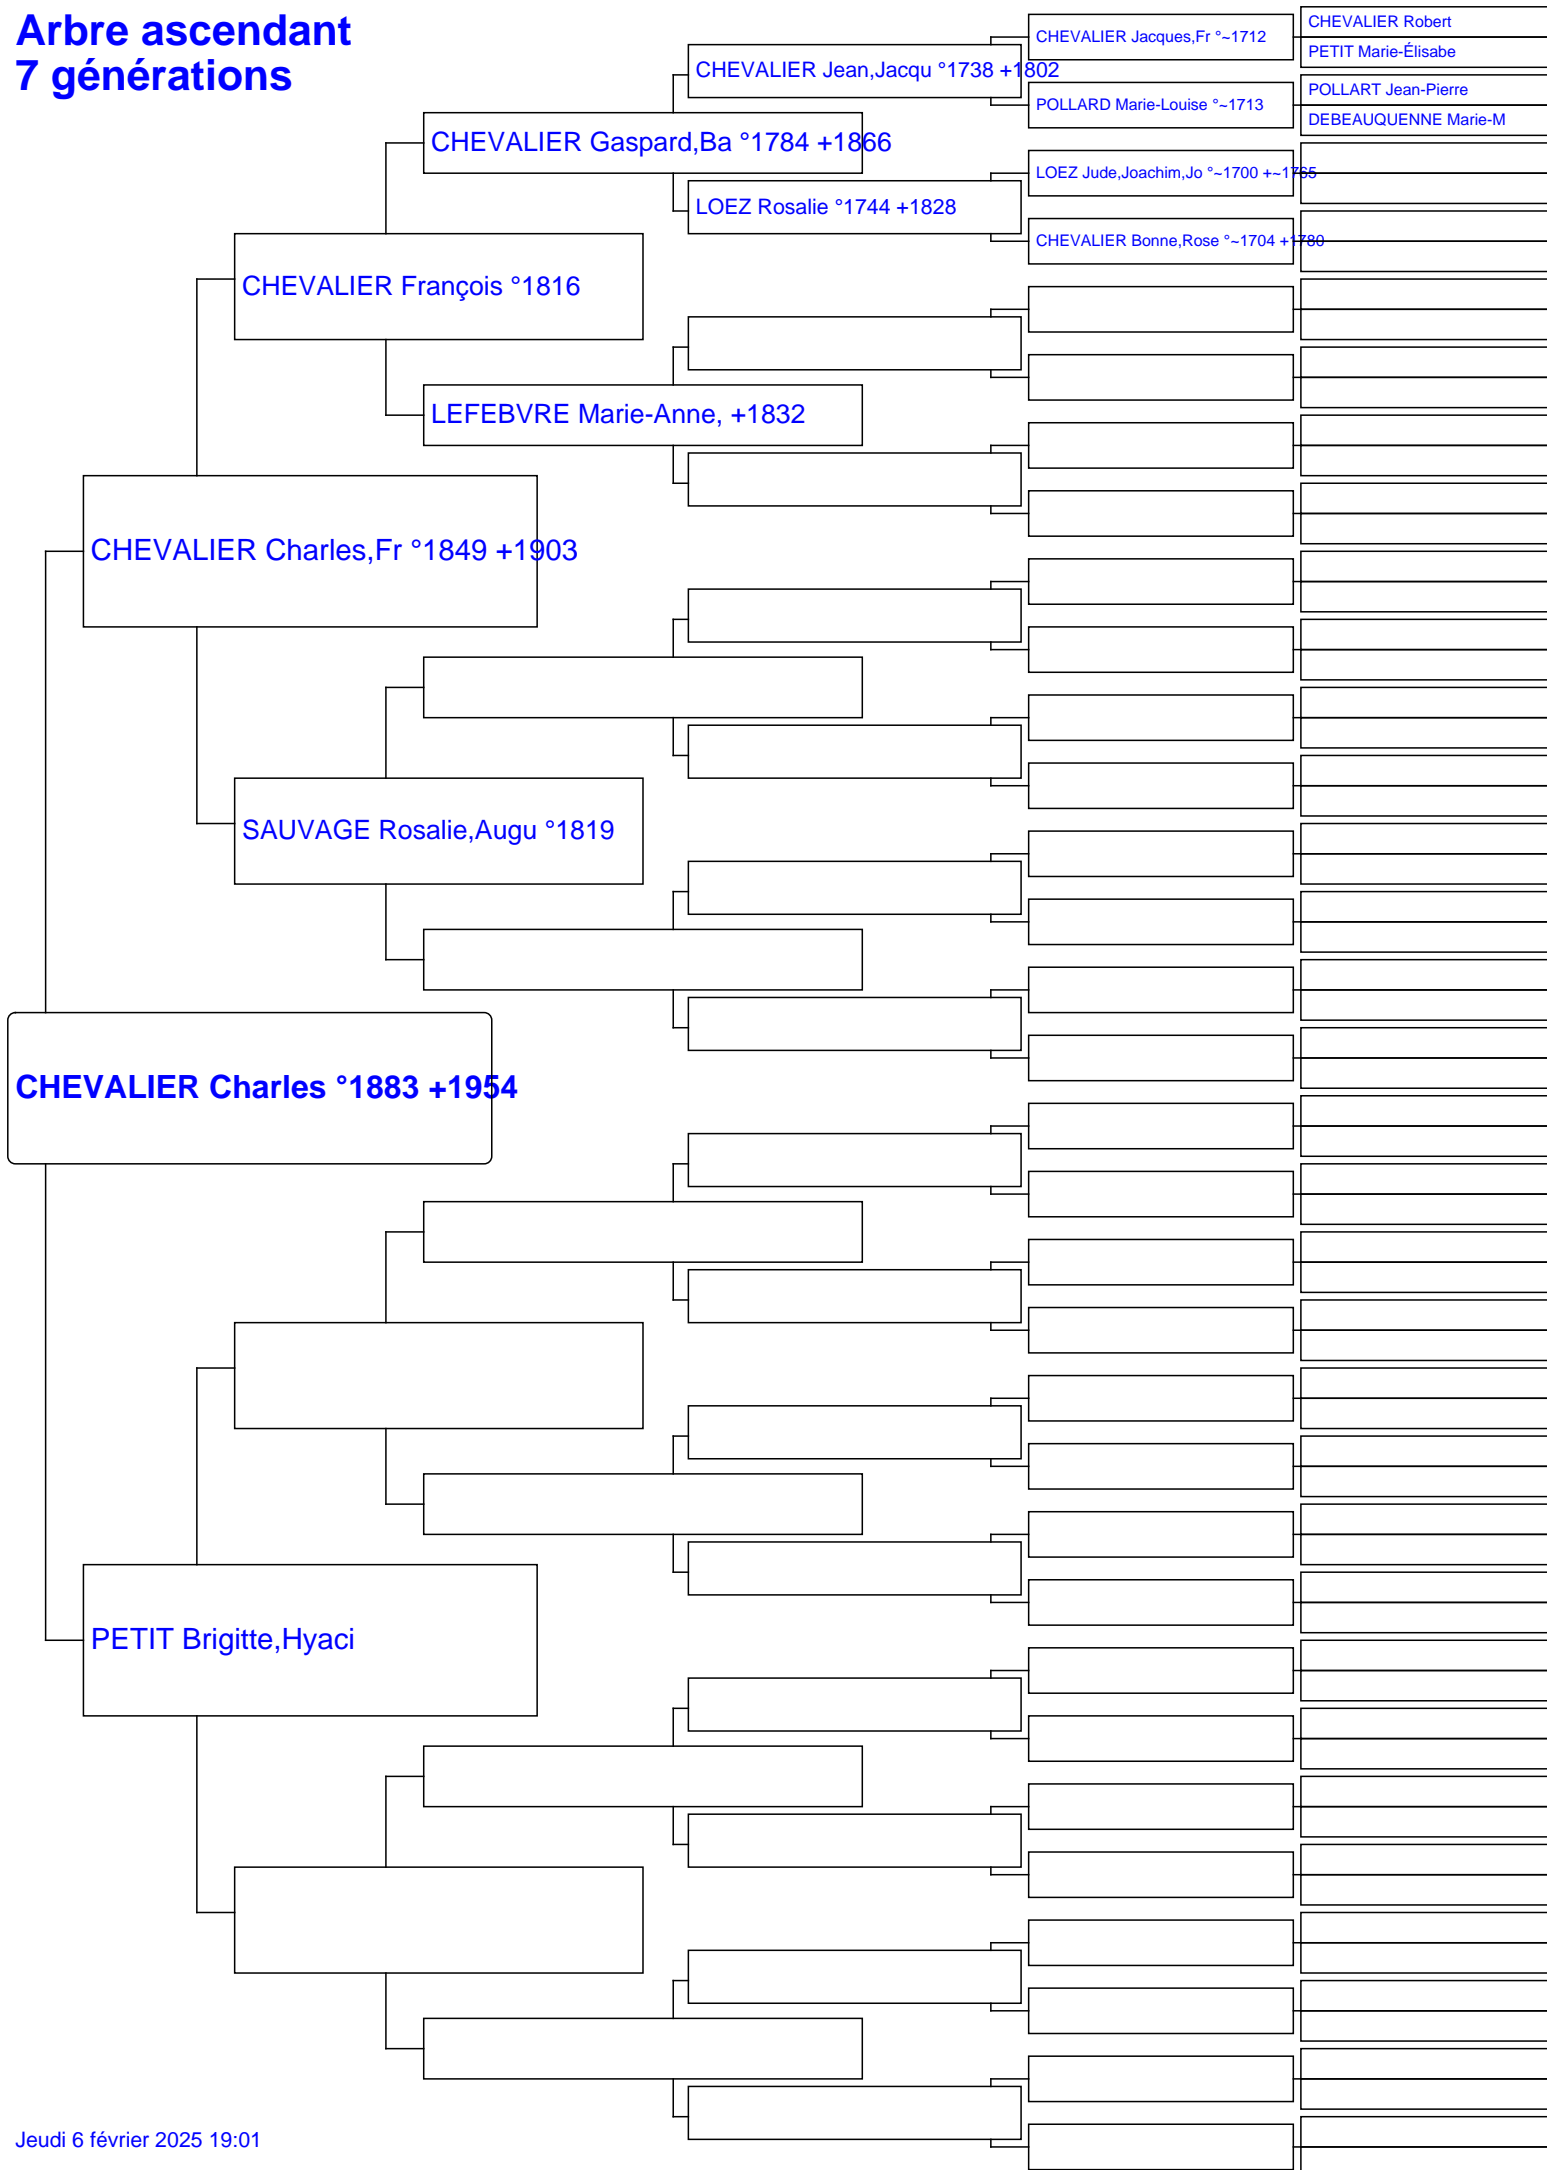 Arbre ascendant
7 générations
CHEVALIER Robert
CHEVALIER Jacques,Fr °~1712
PETIT Marie-Élisabe
CHEVALIER Jean,Jacqu °1738 +1802
POLLART Jean-Pierre
POLLARD Marie-Louise °~1713
DEBEAUQUENNE Marie-M
CHEVALIER Gaspard,Ba °1784 +1866
LOEZ Jude,Joachim,Jo °~1700 +~1765
LOEZ Rosalie °1744 +1828
CHEVALIER Bonne,Rose °~1704 +1780
CHEVALIER François °1816
LEFEBVRE Marie-Anne, +1832
CHEVALIER Charles,Fr °1849 +1903
SAUVAGE Rosalie,Augu °1819
CHEVALIER Charles °1883 +1954
PETIT Brigitte,Hyaci
Jeudi 6 février 2025 19:01